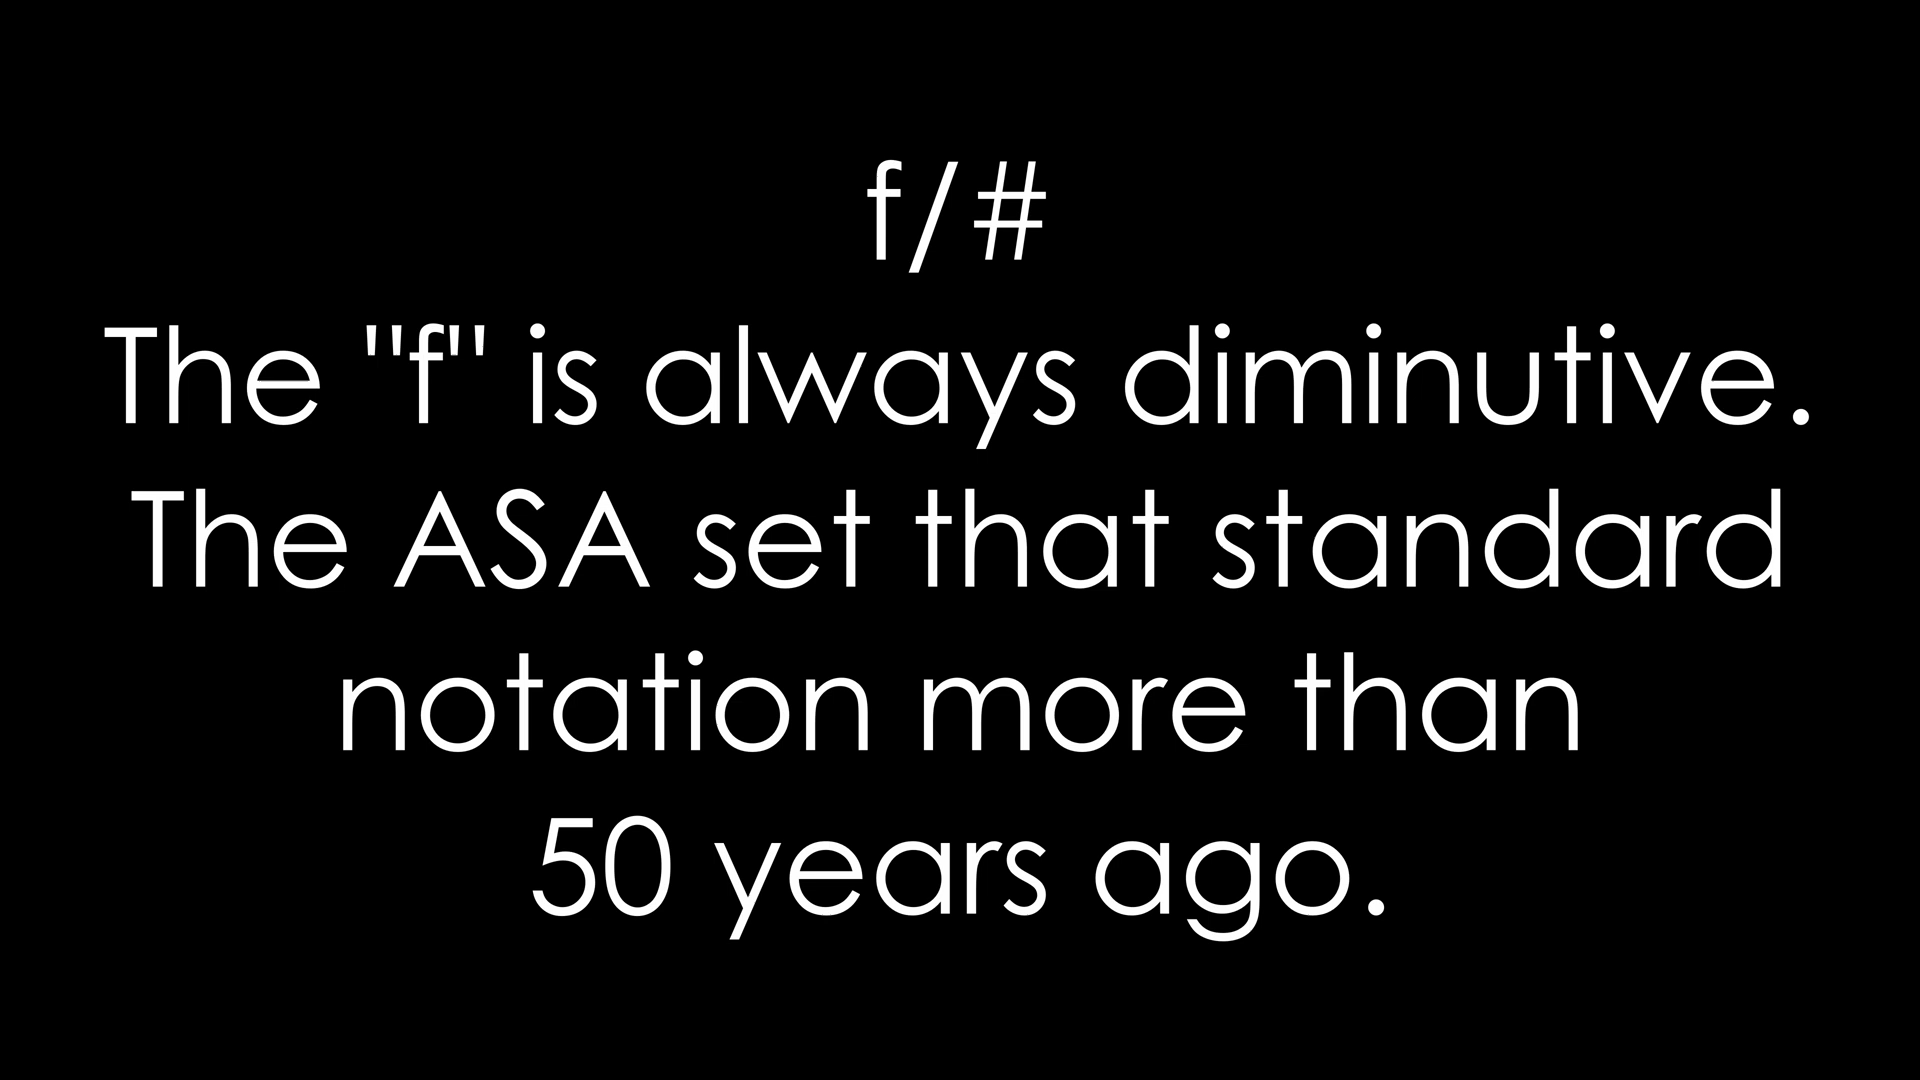 f/#
The "f" is always diminutive.
The ASA set that standard
notation more than
50 years ago.